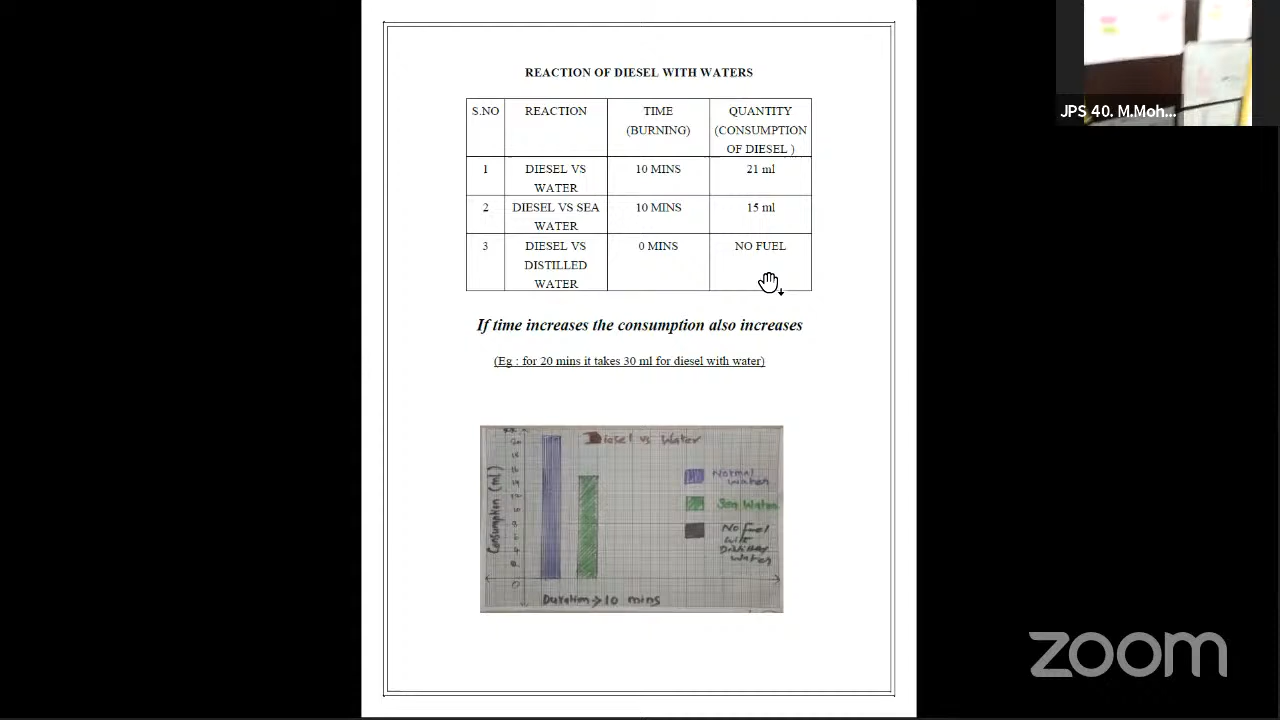 REACTION OF DIESEL WITH WATERS
S.NO REACTION TIME (BURNING) QUANTITY (CONSUMPTION OF DIESEL )
1 DIESEL VS WATER 10 MINS 21 ml
2 DIESEL VS SEA WATER 10 MINS 15 ml
3 DIESEL VS DISTILLED WATER 0 MINS NO FUEL
If time increases the consumption also increases
(Eg : for 20 mins it takes 30 ml for diesel with water)
Diesel vs Water
Consumption (ml)
Normal
water
Sea Water
No fuel
with
water
0
Duration → 10 mins
JPS 40. M.Moh...
zoom